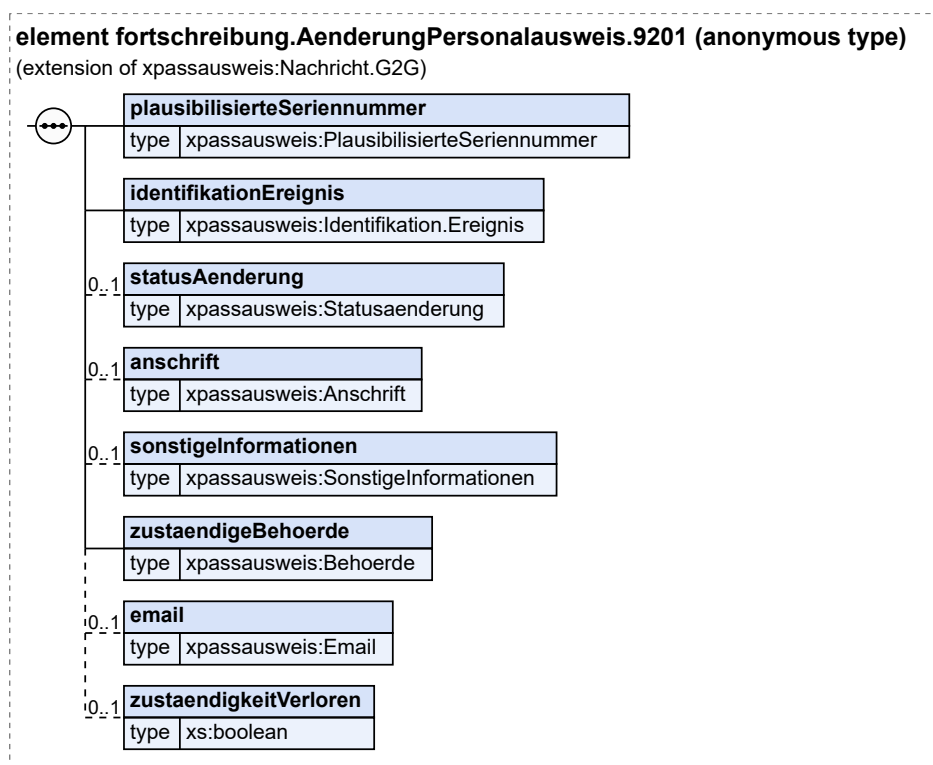 element fortschreibung.AenderungPersonalausweis.9201 (anonymous type)
(extension of xpassausweis:Nachricht.G2G)
plausibilisierteSeriennummer
type xpassausweis:PlausibilisierteSeriennummer
identifikationEreignis
type xpassausweis:Identifikation.Ereignis
0..1 statusAenderung
type xpassausweis:Statusaenderung
0..1 anschrift
type xpassausweis:Anschrift
0..1 sonstigeInformationen
type xpassausweis:SonstigeInformationen
zustaendigeBehoerde
type xpassausweis:Behoerde
0..1 email
type xpassausweis:Email
0..1 zustaendigkeitVerloren
type xs:boolean